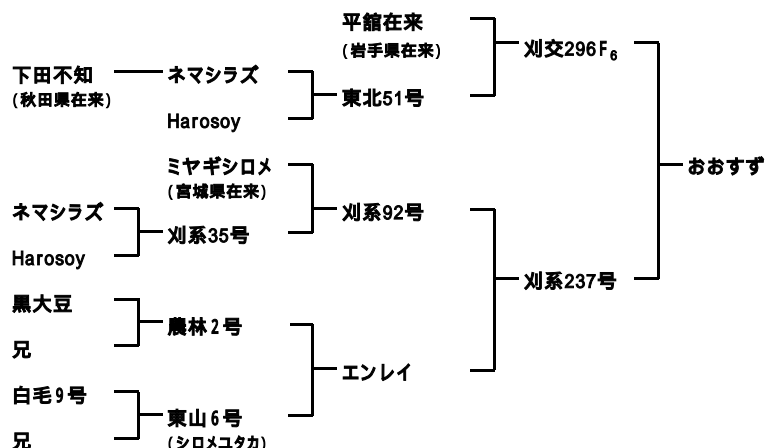 平舘在来
(岩手県在来)
刈交296F6
下田不知
(秋田県在来)
ネマシラズ
東北51号
Harosoy
ミヤギシロメ
(宮城県在来)
おおすず
ネマシラズ
刈系35号
刈系92号
Harosoy
刈系237号
黒大豆
農林2号
兄
エンレイ
白毛9号
東山6号
(シロメユタカ)
兄